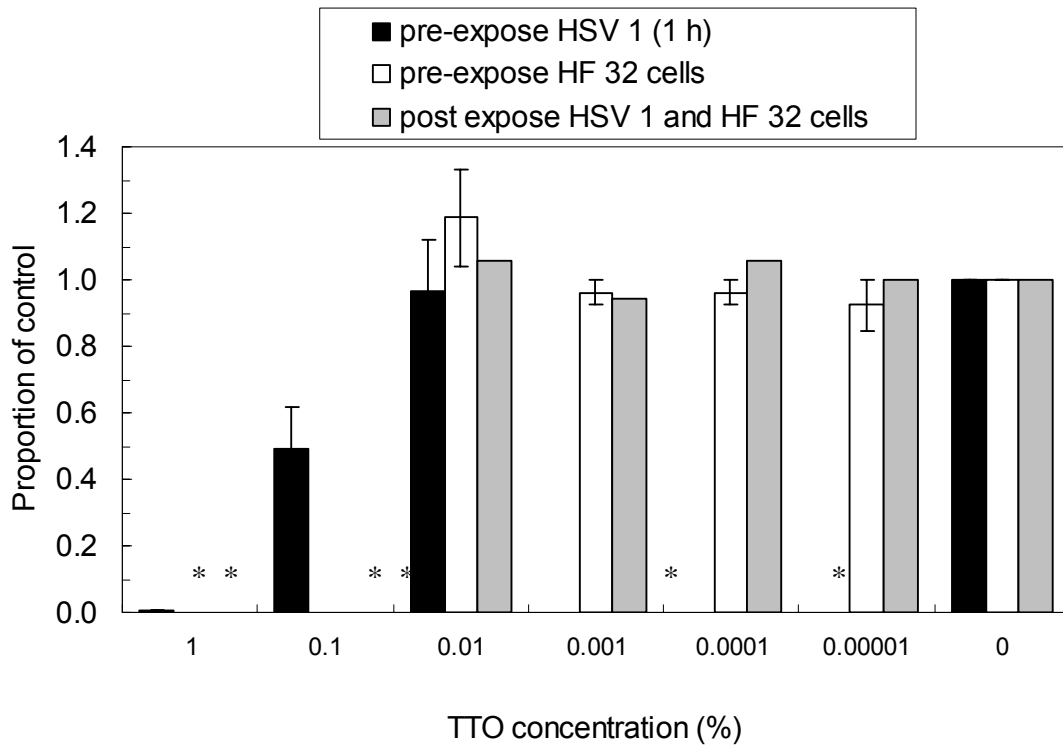 pre-expose HSV 1 (1 h)
pre-expose HF 32 cells
post expose HSV 1 and HF 32 cells
Proportion of control
1.4
1.2
1.0
0.8
0.6
0.4
0.2
0.0
* * * * * *
1 0.1 0.01 0.001 0.0001 0.00001 0
TTO concentration (%)